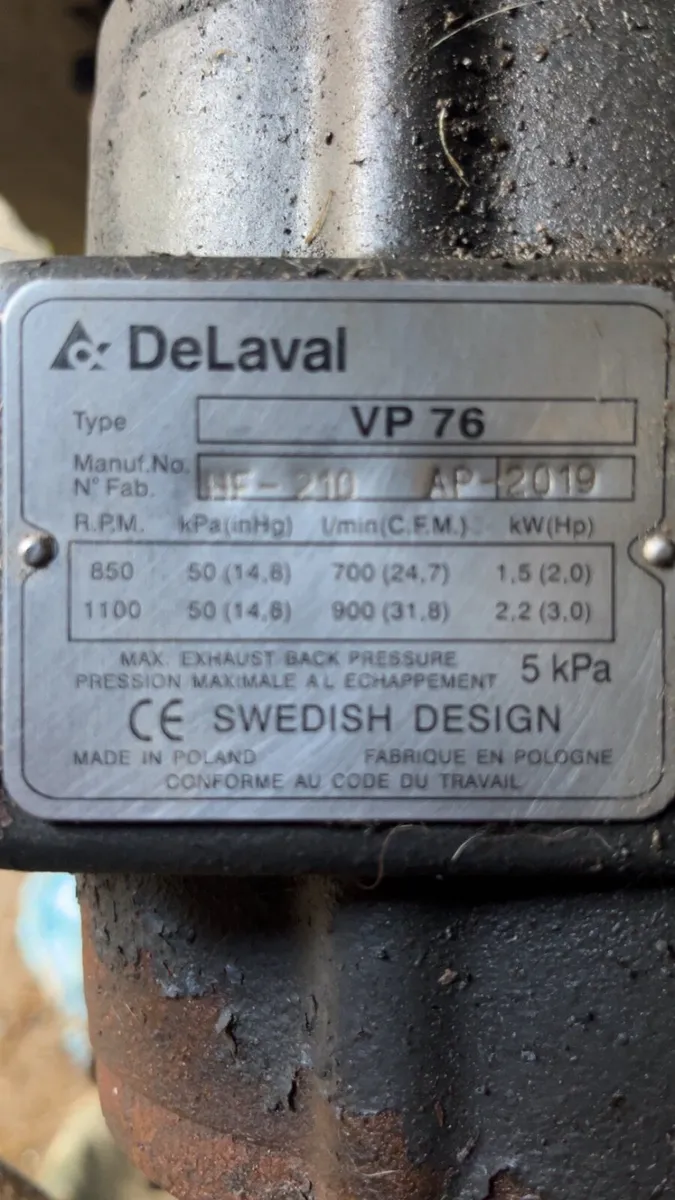 DeLaval
Type VP 76
Manuf.No.
N° Fab. NF-210 AP-2019
R.P.M. kPa(inHg) l/min(C.F.M.) kW(Hp)
850 50 (14,8) 700 (24,7) 1,5 (2,0)
1100 50 (14,8) 900 (31,8) 2,2 (3,0)
MAX. EXHAUST BACK PRESSURE
PRESSION MAXIMALE A L ECHAPPEMENT 5 kPa
CE SWEDISH DESIGN
MADE IN POLAND FABRIQUE EN POLOGNE
CONFORME AU CODE DU TRAVAIL